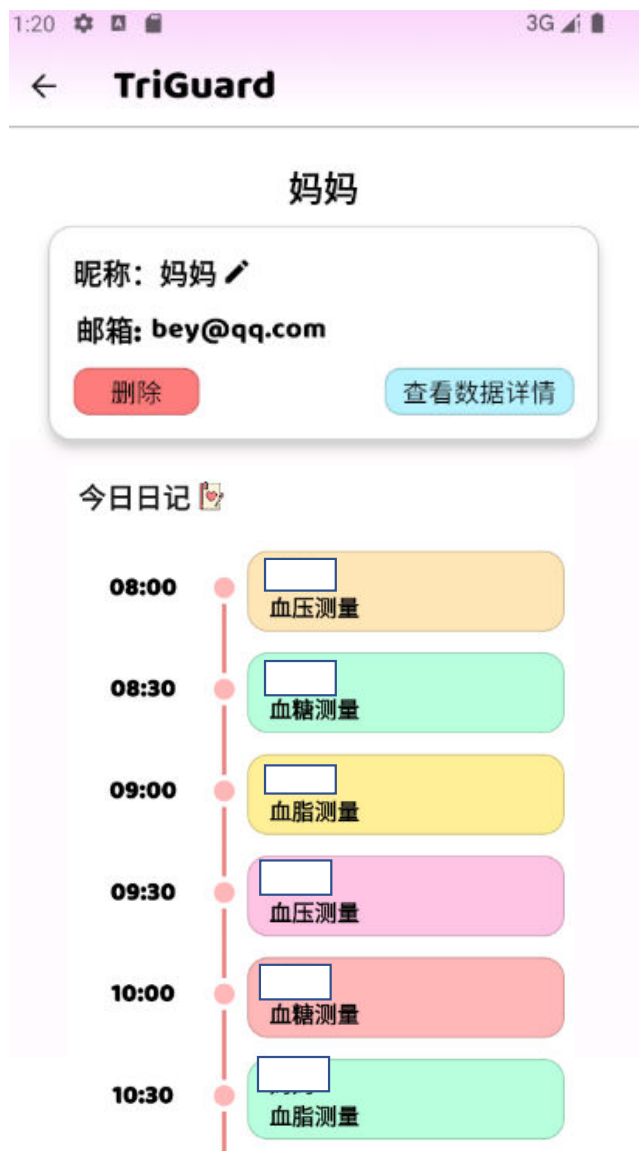 1:20 3G
TriGuard
妈妈
昵称：妈妈
邮箱: bey@qq.com
删除 查看数据详情
今日日记
08:00 血压测量
08:30 血糖测量
09:00 血脂测量
09:30 血压测量
10:00 血糖测量
10:30 血脂测量